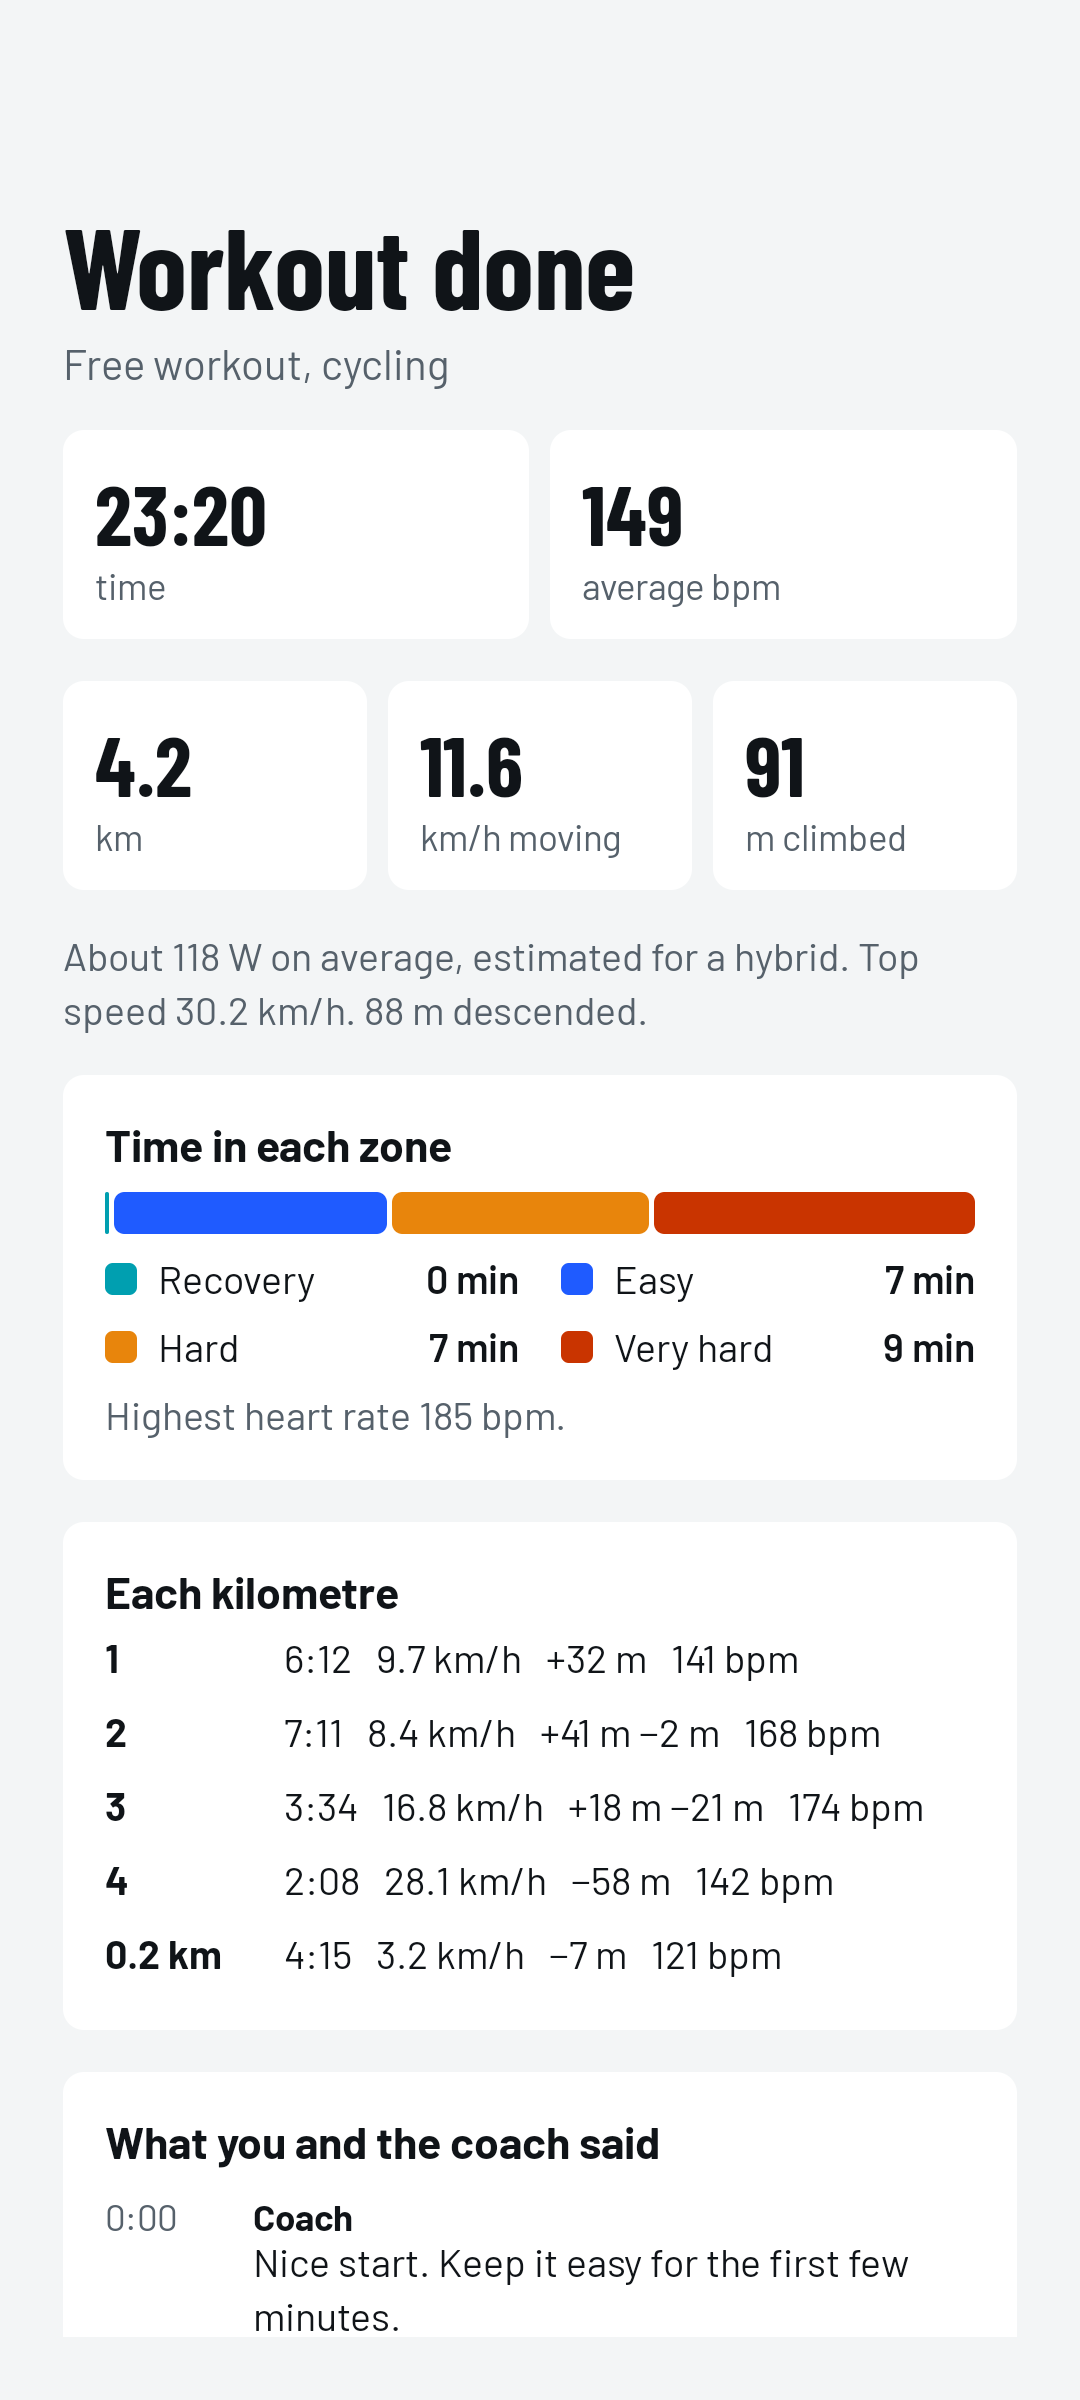 Workout done
Free workout, cycling
23:20
time
149
average bpm
4.2
km
11.6
km/h moving
91
m climbed
About 118 W on average, estimated for a hybrid. Top
speed 30.2 km/h. 88 m descended.
Time in each zone
Recovery 0 min Easy 7 min
Hard 7 min Very hard 9 min
Highest heart rate 185 bpm.
Each kilometre
1 6:12 9.7 km/h +32 m 141 bpm
2 7:11 8.4 km/h +41 m −2 m 168 bpm
3 3:34 16.8 km/h +18 m −21 m 174 bpm
4 2:08 28.1 km/h −58 m 142 bpm
0.2 km 4:15 3.2 km/h −7 m 121 bpm
What you and the coach said
0:00 Coach
Nice start. Keep it easy for the first few
minutes.